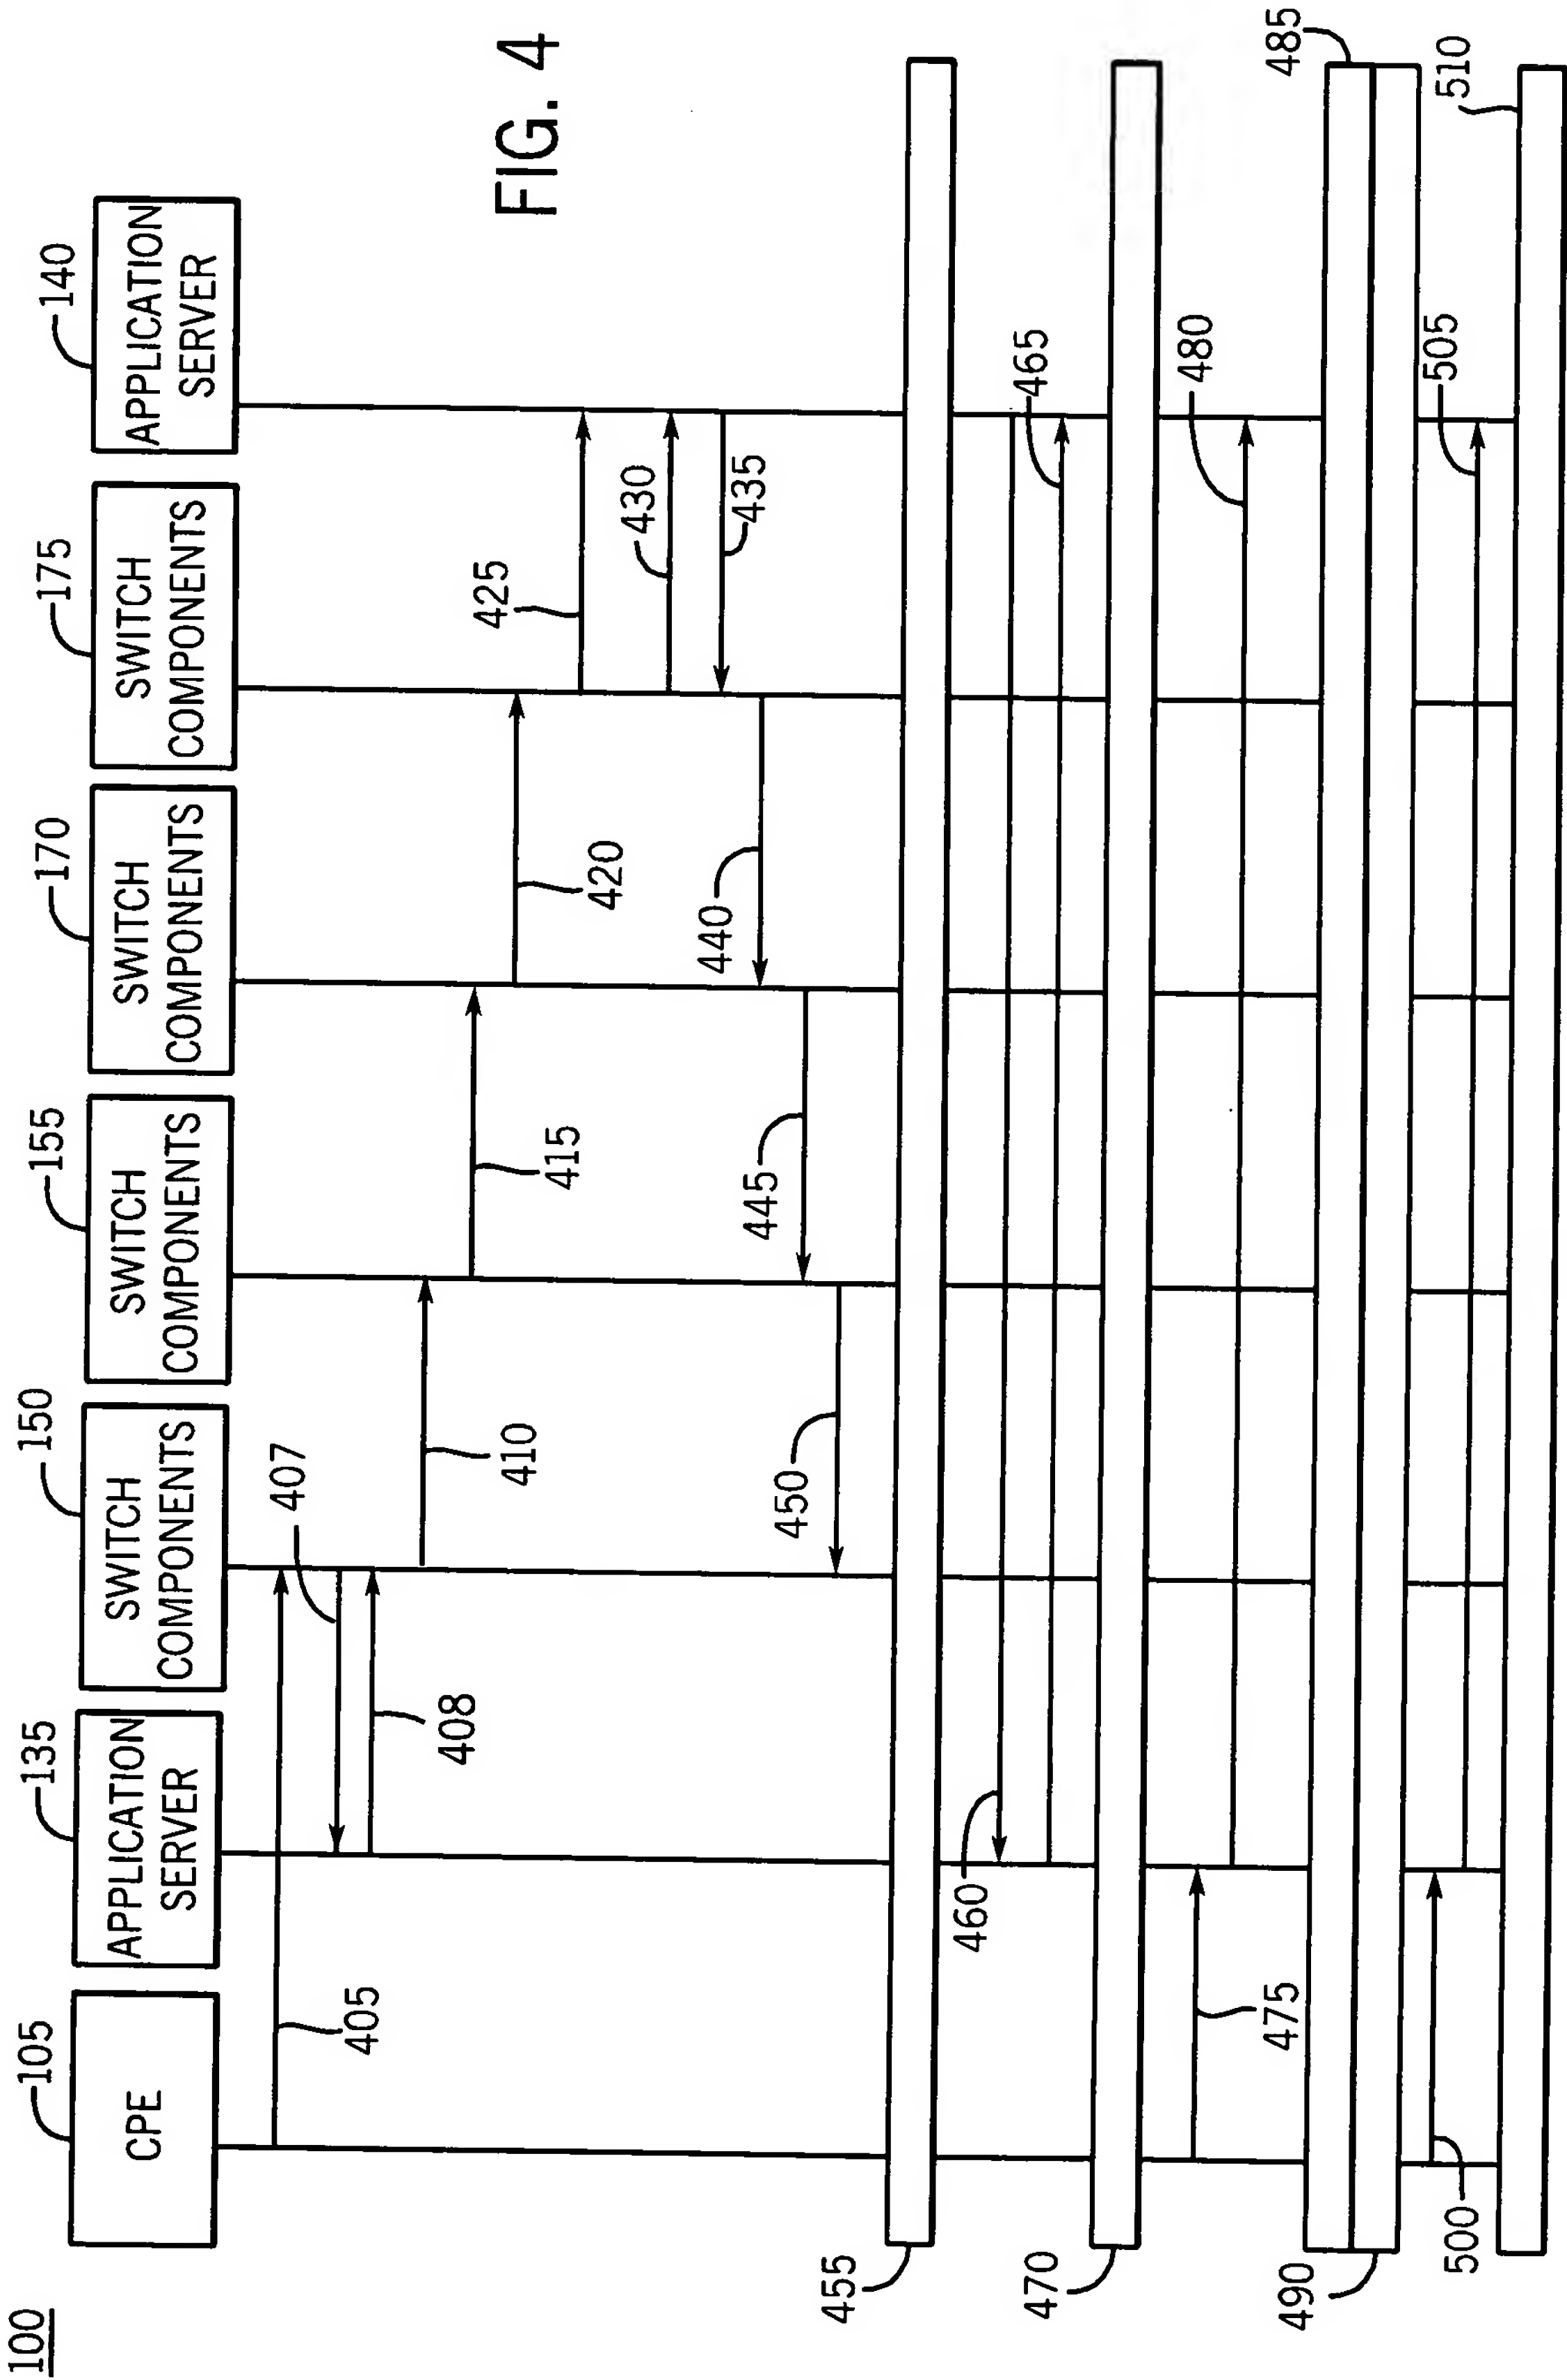 100
105
CPE
135
APPLICATION
SERVER
150
SWITCH
COMPONENTS
155
SWITCH
COMPONENTS
170
SWITCH
COMPONENTS
175
SWITCH
COMPONENTS
140
APPLICATION
SERVER
FIG. 4
405
407
408
410
415
420
425
430
435
440
445
450
455
460
465
470
475
480
485
490
500
505
510